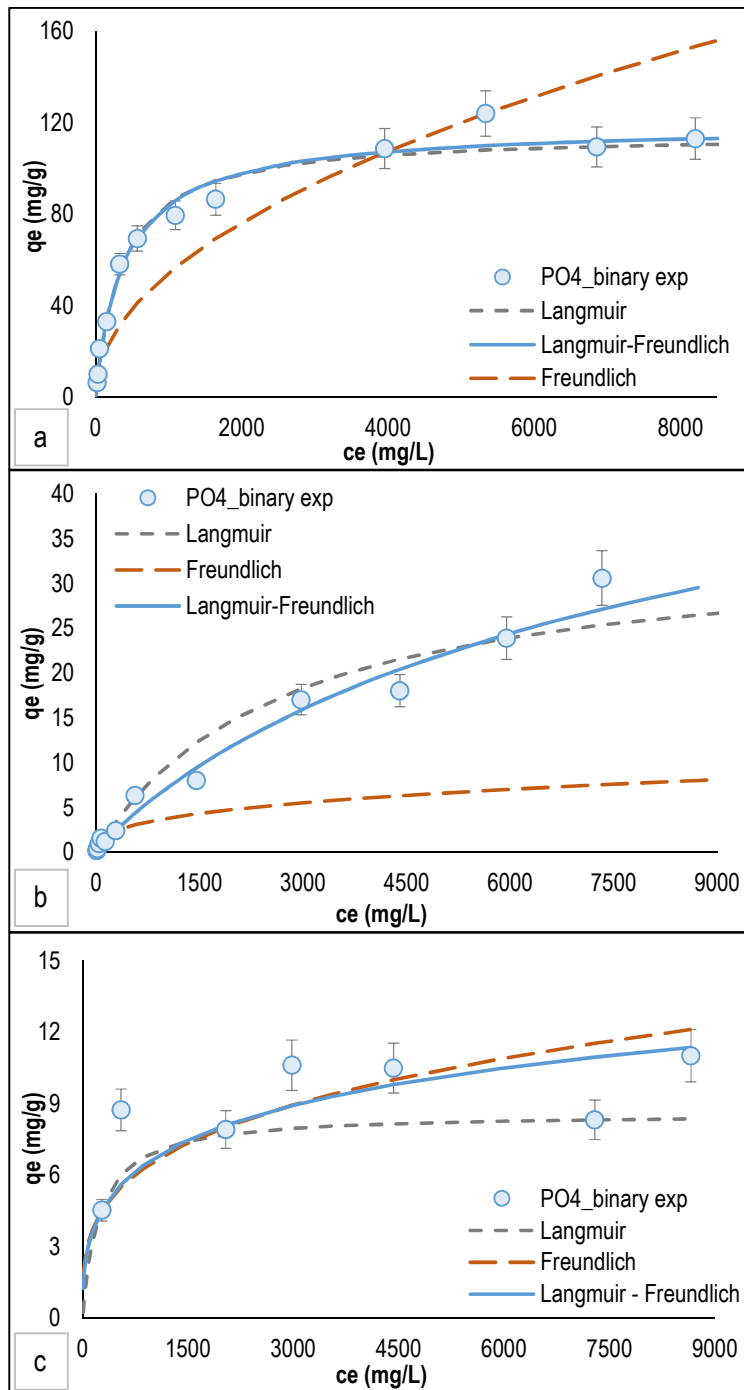 160
120
80
40
0
qe (mg/g)
PO4_binary exp
Langmuir
Langmuir-Freundlich
Freundlich
0 2000 4000 6000 8000
ce (mg/L)
a
40
35
30
25
20
15
10
5
0
qe (mg/g)
PO4_binary exp
Langmuir
Freundlich
Langmuir-Freundlich
0 1500 3000 4500 6000 7500 9000
ce (mg/L)
b
15
12
9
6
3
0
qe (mg/g)
PO4_binary exp
Langmuir
Freundlich
Langmuir - Freundlich
0 1500 3000 4500 6000 7500 9000
ce (mg/L)
c